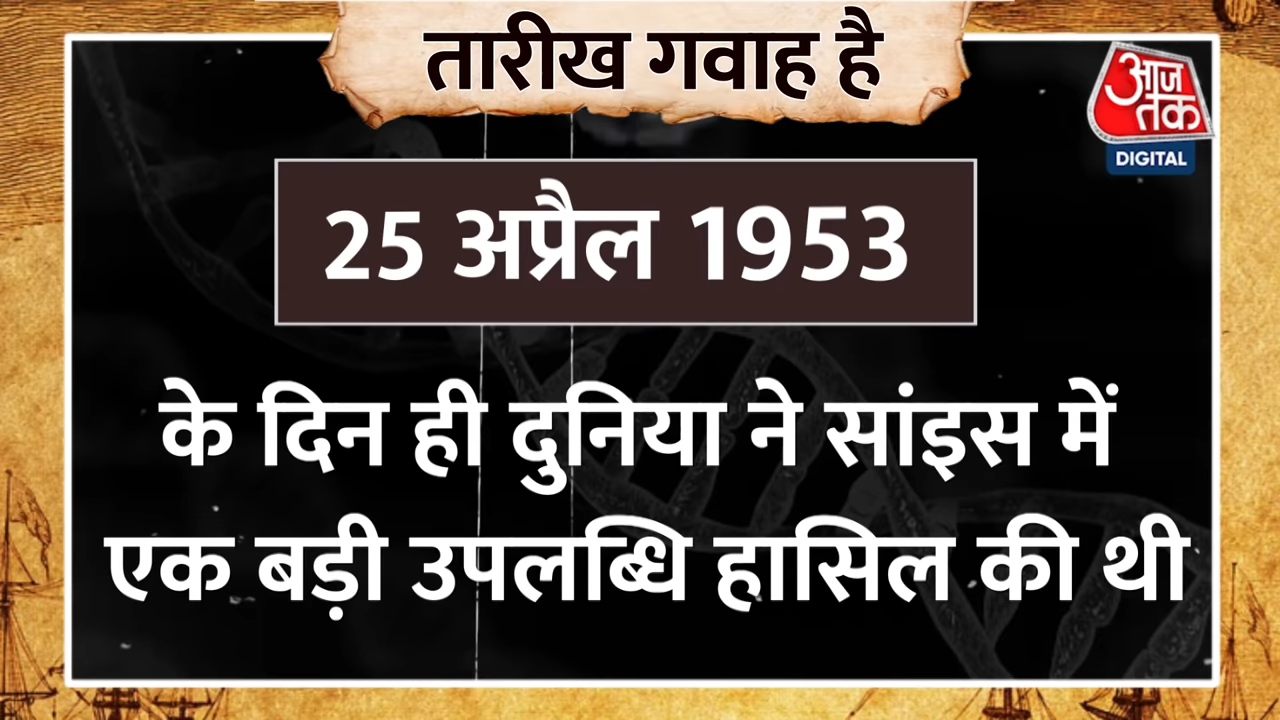 तारीख गवाह है
आज
तक
DIGITAL
25 अप्रैल 1953
के दिन ही दुनिया ने सांइस में
एक बड़ी उपलब्धि हासिल की थी